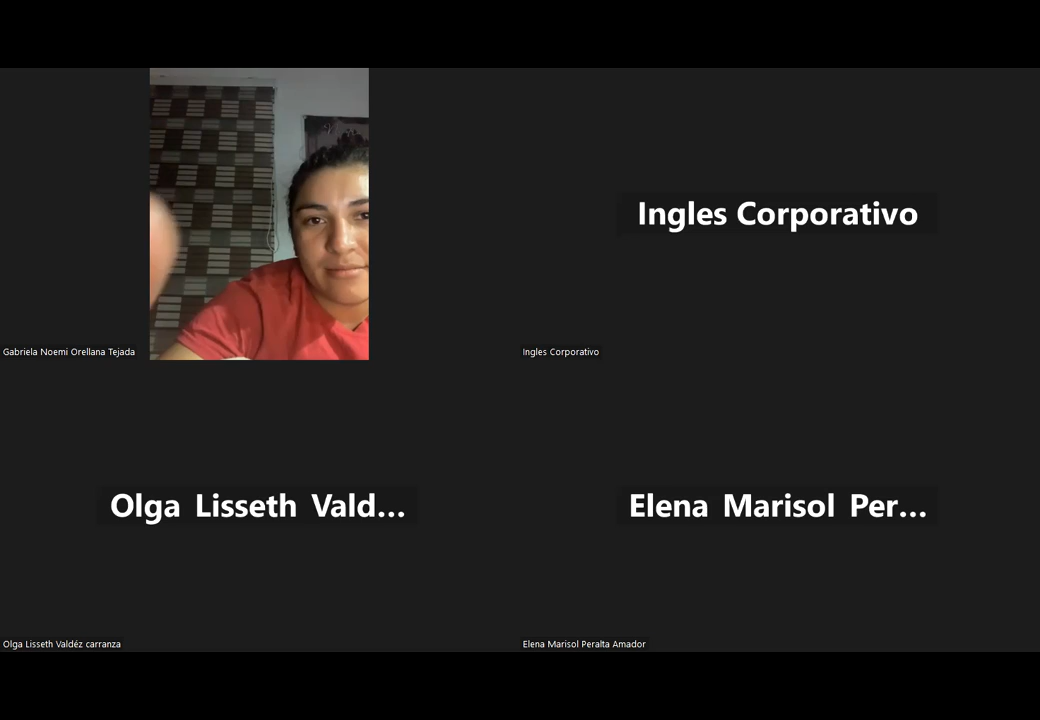 Ingles Corporativo
Gabriela Noemi Orellana Tejada
Ingles Corporativo
Olga Lisseth Vald...
Elena Marisol Per...
Olga Lisseth Valdéz carranza
Elena Marisol Peralta Amador